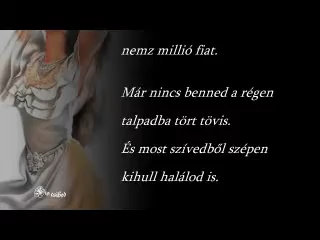 nemz millió fiat.
Már nincs benned a régen
talpadba tört tövis.
És most szívedből szépen
kihull halálod is.